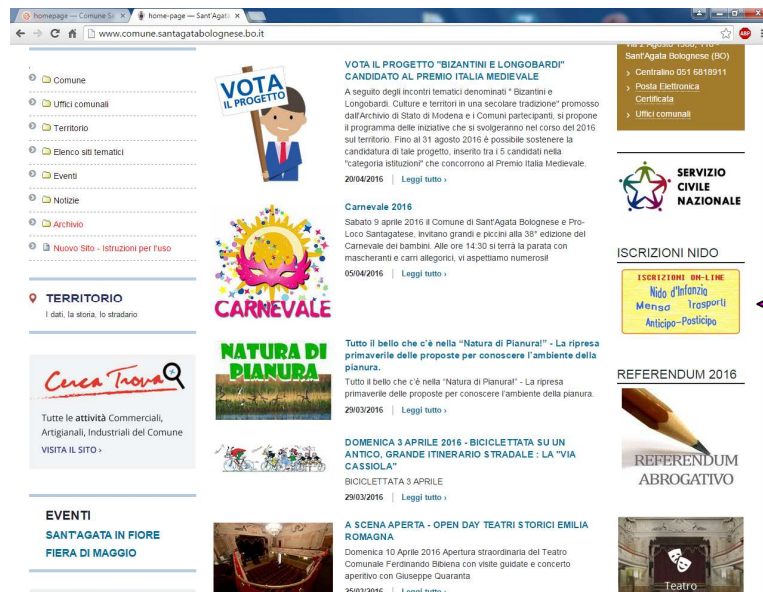 homepage — Comune Sa
home-page — Sant'Agata
www.comune.santagatabolognese.bo.it
Comune
Uffici comunali
Territorio
Elenco siti tematici
Eventi
Notizie
Archivio
Nuovo Sito - Istruzioni per l'uso
TERRITORIO
I dati, la storia, lo stradario
Cerca Trova
Tutte le attività Commerciali,
Artigianali, Industriali del Comune
VISITA IL SITO ›
EVENTI
SANT'AGATA IN FIORE
FIERA DI MAGGIO
VOTA
IL PROGETTO
VOTA IL PROGETTO "BIZANTINI E LONGOBARDI"
CANDIDATO AL PREMIO ITALIA MEDIEVALE
A seguito degli incontri tematici denominati " Bizantini e
Longobardi. Culture e territori in una secolare tradizione" promosso
dall'Archivio di Stato di Modena e i Comuni partecipanti, si propone
il programma delle iniziative che si svolgeranno nel corso del 2016
sul territorio. Fino al 31 agosto 2016 è possibile sostenere la
candidatura di tale progetto, inserito tra i 5 candidati nella
"categoria istituzioni" che concorrono al Premio Italia Medievale.
20/04/2016 | Leggi tutto ›
CARNEVALE
Carnevale 2016
Sabato 9 aprile 2016 il Comune di Sant'Agata Bolognese e Pro-
Loco Santagatese, invitano grandi e piccini alla 38° edizione del
Carnevale dei bambini. Alle ore 14:30 si terrà la parata con
mascheranti e carri allegorici, vi aspettiamo numerosi!
05/04/2016 | Leggi tutto ›
NATURA DI
PIANURA
Tutto il bello che c'è nella "Natura di Pianura!" - La ripresa
primaverile delle proposte per conoscere l'ambiente della
pianura.
Tutto il bello che c'è nella "Natura di Pianura!" - La ripresa
primaverile delle proposte per conoscere l'ambiente della pianura.
29/03/2016 | Leggi tutto ›
DOMENICA 3 APRILE 2016 - BICICLETTATA SU UN
ANTICO, GRANDE ITINERARIO STRADALE : LA "VIA
CASSIOLA"
BICICLETTATA 3 APRILE
29/03/2016 | Leggi tutto ›
A SCENA APERTA - OPEN DAY TEATRI STORICI EMILIA
ROMAGNA
Domenica 10 Aprile 2016 Apertura straordinaria del Teatro
Comunale Ferdinando Bibiena con visite guidate e concerto
aperitivo con Giuseppe Quaranta
25/03/2016 | Leggi tutto ›
Via 2 Agosto 1980, 118 -
Sant'Agata Bolognese (BO)
Centralino 051 6818911
Posta Elettronica
Certificata
Uffici comunali
SERVIZIO
CIVILE
NAZIONALE
ISCRIZIONI NIDO
ISCRIZIONI ON-LINE
Nido d'Infanzia
Mensa Trasporti
Anticipo-Posticipo
REFERENDUM 2016
REFERENDUM
ABROGATIVO
Teatro